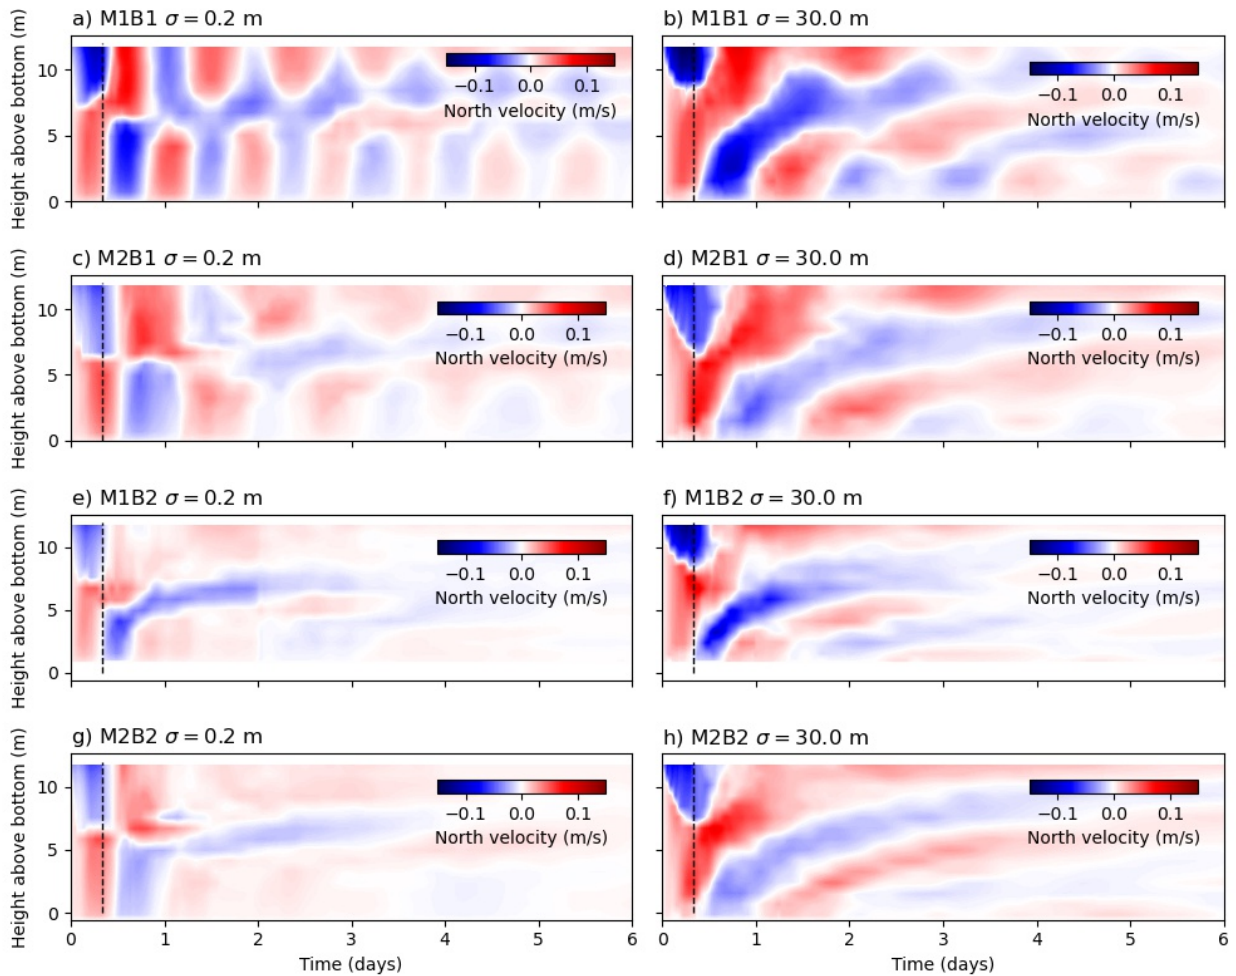 a) M1B1 σ = 0.2 m
b) M1B1 σ = 30.0 m
Height above bottom (m)
10
5
0
−0.1 0.0 0.1
North velocity (m/s)
−0.1 0.0 0.1
North velocity (m/s)
c) M2B1 σ = 0.2 m
d) M2B1 σ = 30.0 m
Height above bottom (m)
10
5
0
−0.1 0.0 0.1
North velocity (m/s)
−0.1 0.0 0.1
North velocity (m/s)
e) M1B2 σ = 0.2 m
f) M1B2 σ = 30.0 m
Height above bottom (m)
10
5
0
−0.1 0.0 0.1
North velocity (m/s)
−0.1 0.0 0.1
North velocity (m/s)
g) M2B2 σ = 0.2 m
h) M2B2 σ = 30.0 m
Height above bottom (m)
10
5
0
−0.1 0.0 0.1
North velocity (m/s)
−0.1 0.0 0.1
North velocity (m/s)
0 1 2 3 4 5 6
0 1 2 3 4 5 6
Time (days)
Time (days)